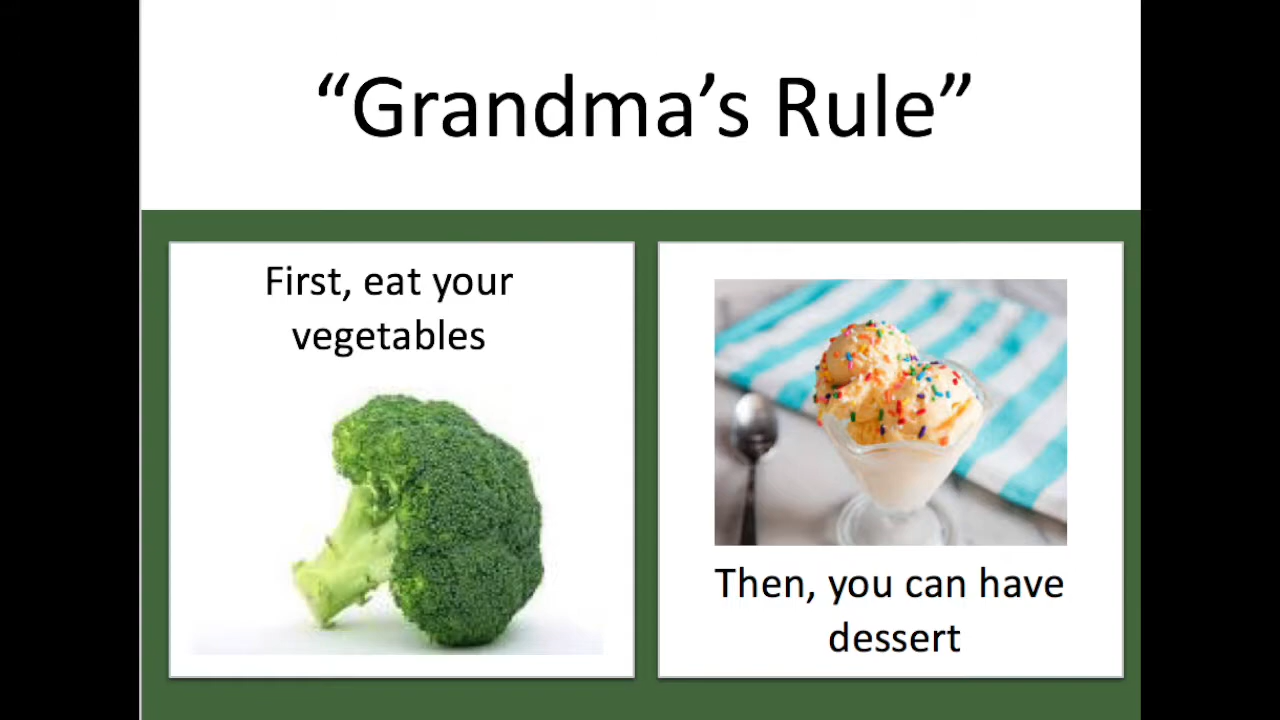 “Grandma’s Rule”
First, eat your
vegetables
Then, you can have
dessert